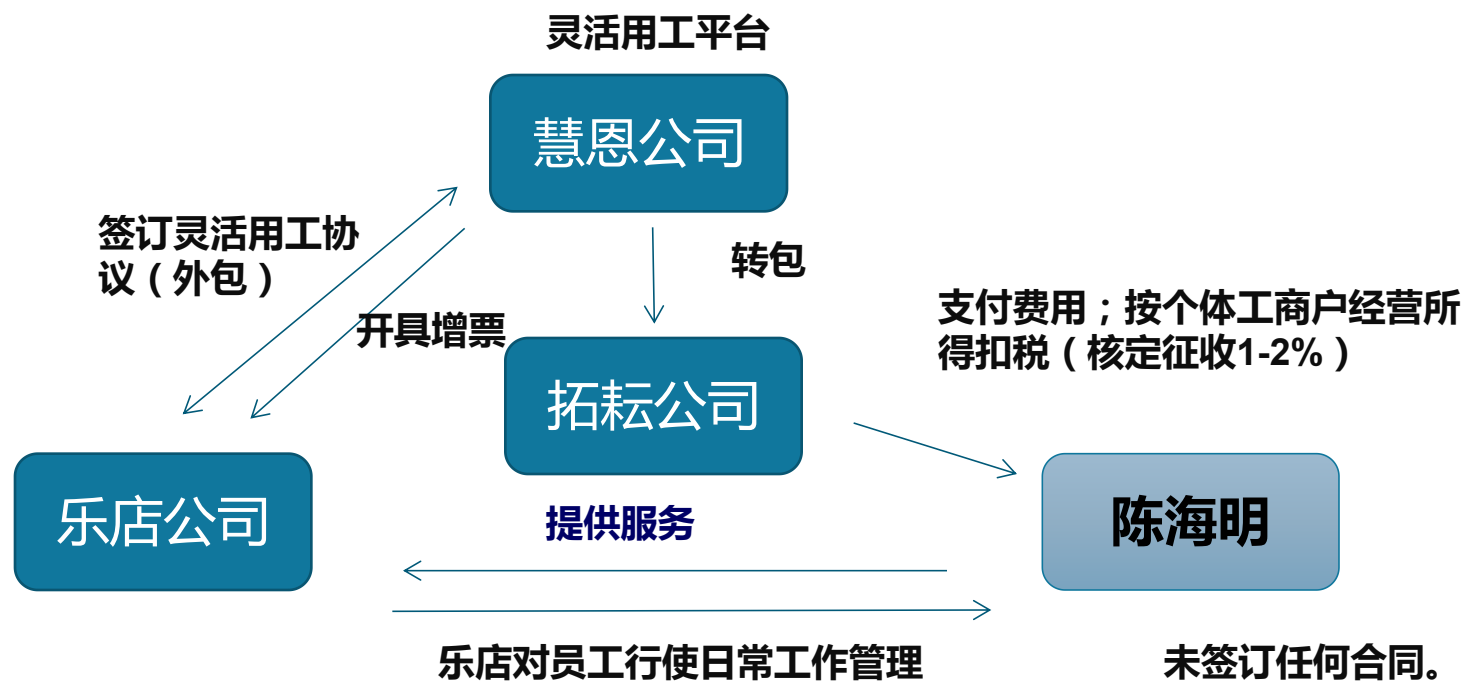 灵活用工平台
慧恩公司
签订灵活用工协
议（外包）
转包
开具增票
支付费用；按个体工商户经营所
得扣税（核定征收1-2%）
拓耘公司
乐店公司
提供服务
陈海明
乐店对员工行使日常工作管理
未签订任何合同。